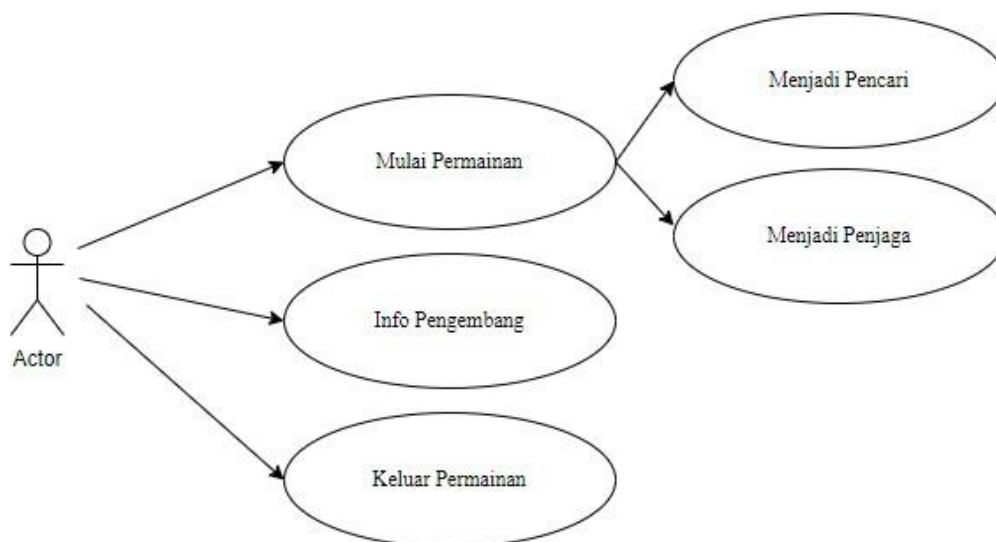 Menjadi Pencari
Mulai Permainan
Menjadi Penjaga
Info Pengembang
Actor
Keluar Permainan